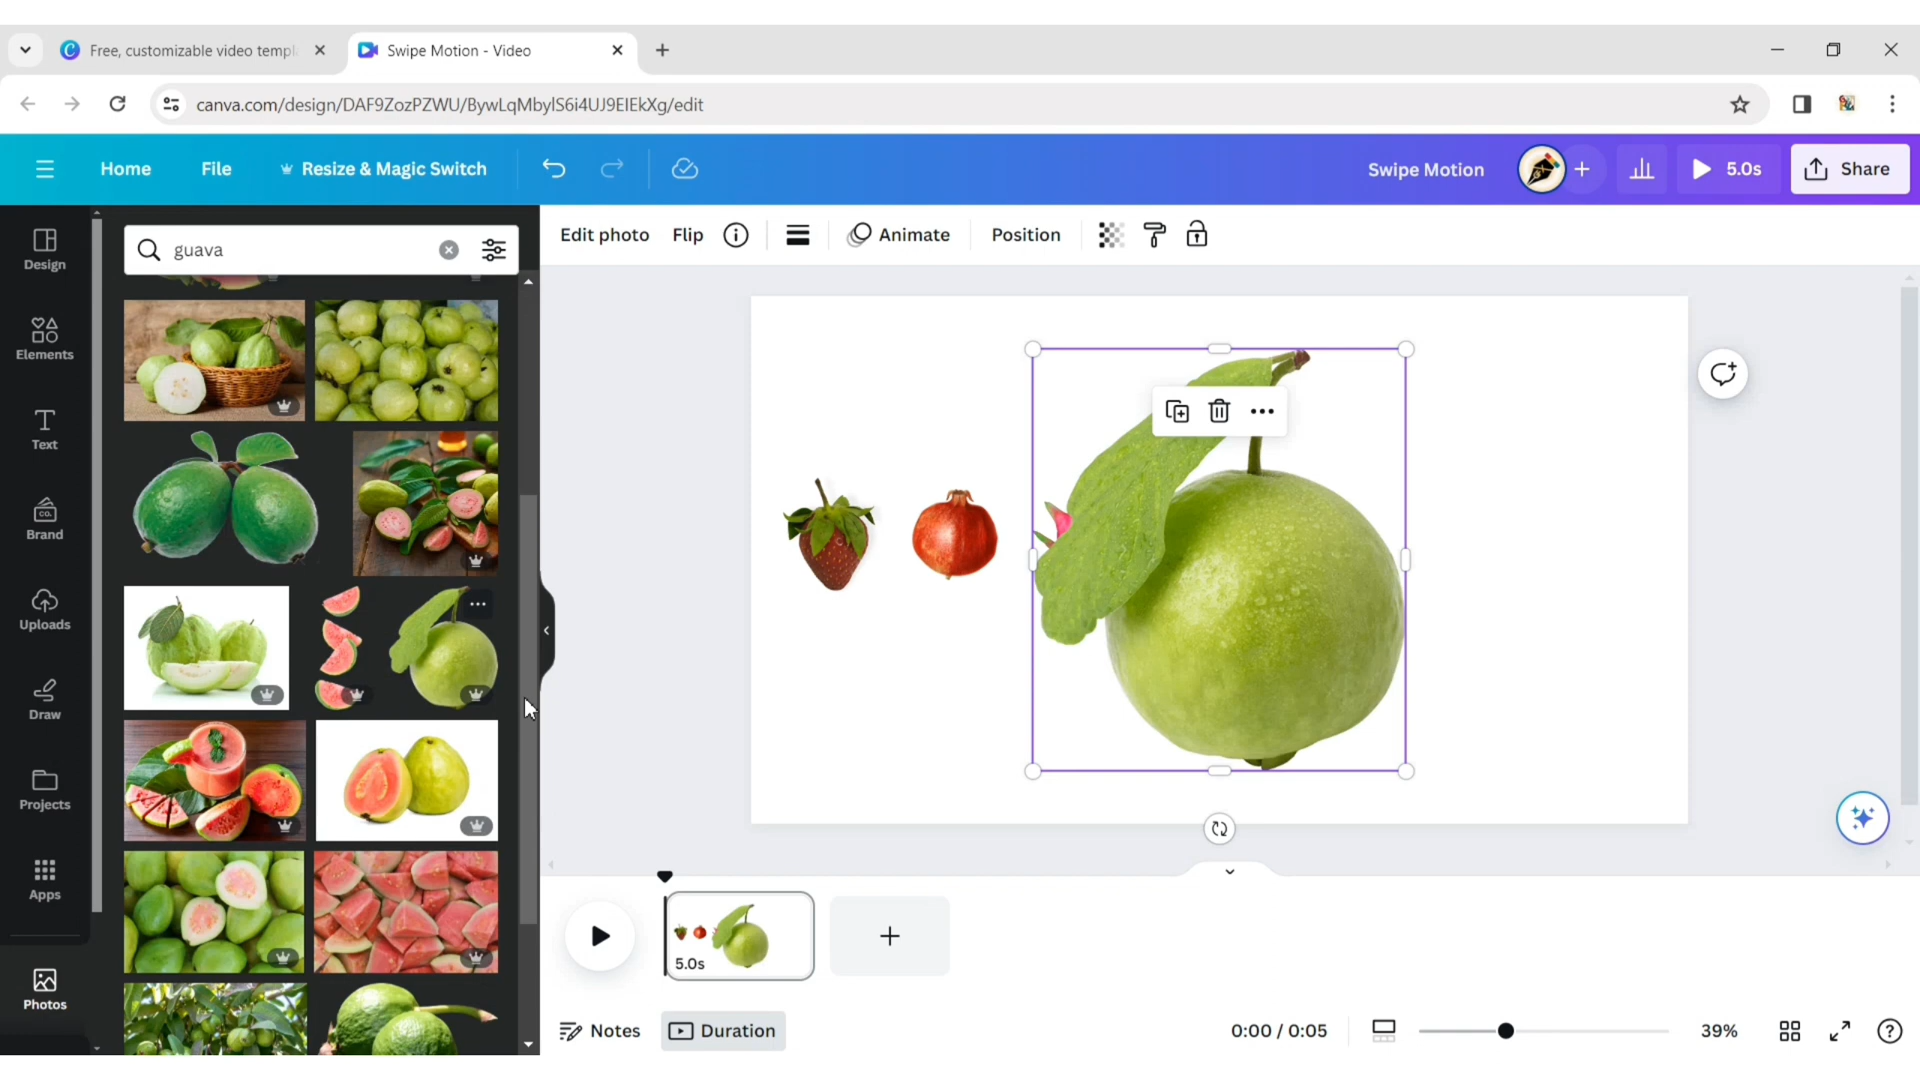 Free, customizable video templ
Swipe Motion - Video
canva.com/design/DAF9ZozPZWU/BywLqMbylS6i4UJ9EIEkXg/edit
Home
File
Resize & Magic Switch
Swipe Motion
5.0s
Share
Design
Elements
Text
Brand
CO.
Uploads
Draw
Projects
Apps
Photos
guava
Edit photo
Flip
Animate
Position
5.0s
Notes
Duration
0:00 / 0:05
39%